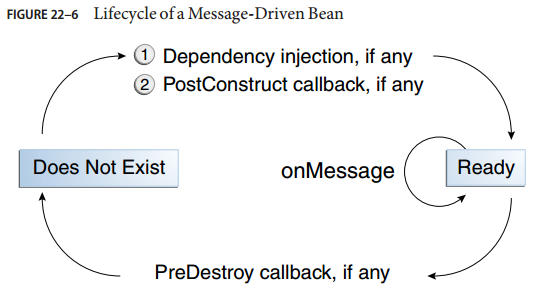 FIGURE 22–6 Lifecycle of a Message-Driven Bean
1 Dependency injection, if any
2 PostConstruct callback, if any
Does Not Exist
onMessage
Ready
PreDestroy callback, if any